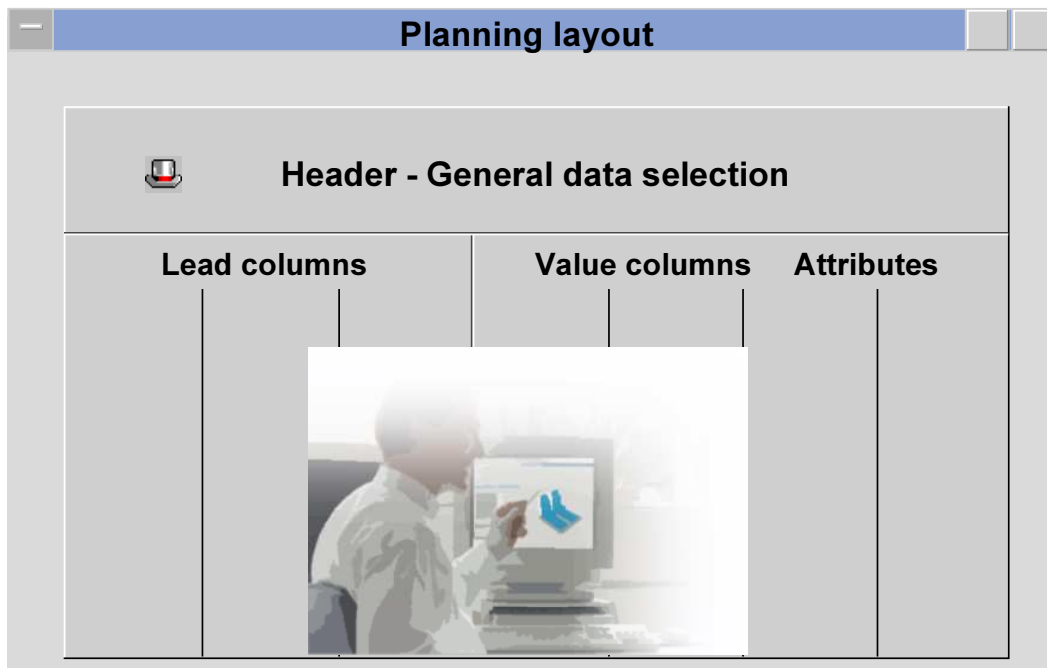 Planning layout
Header - General data selection
Lead columns Value columns Attributes